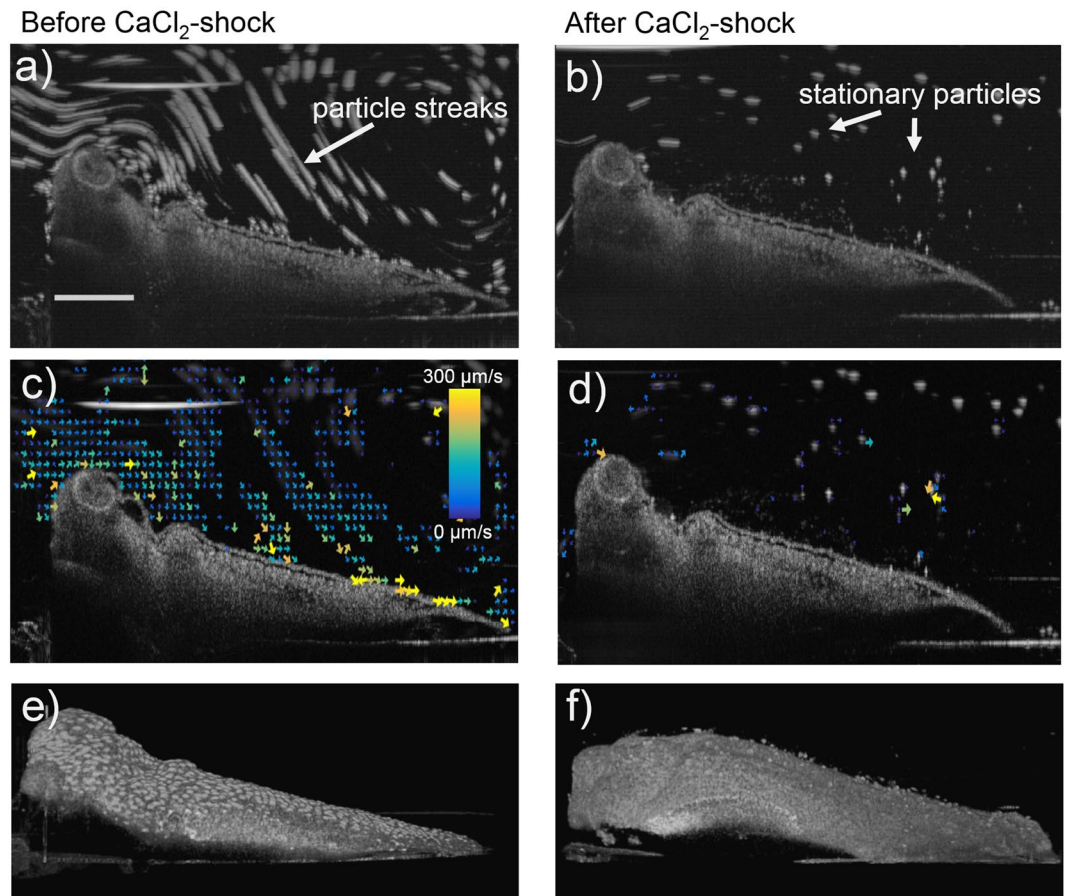 Before CaCl₂-shock
After CaCl₂-shock
a)
particle streaks
b)
stationary particles
c)
300 µm/s
0 µm/s
d)
e)
f)